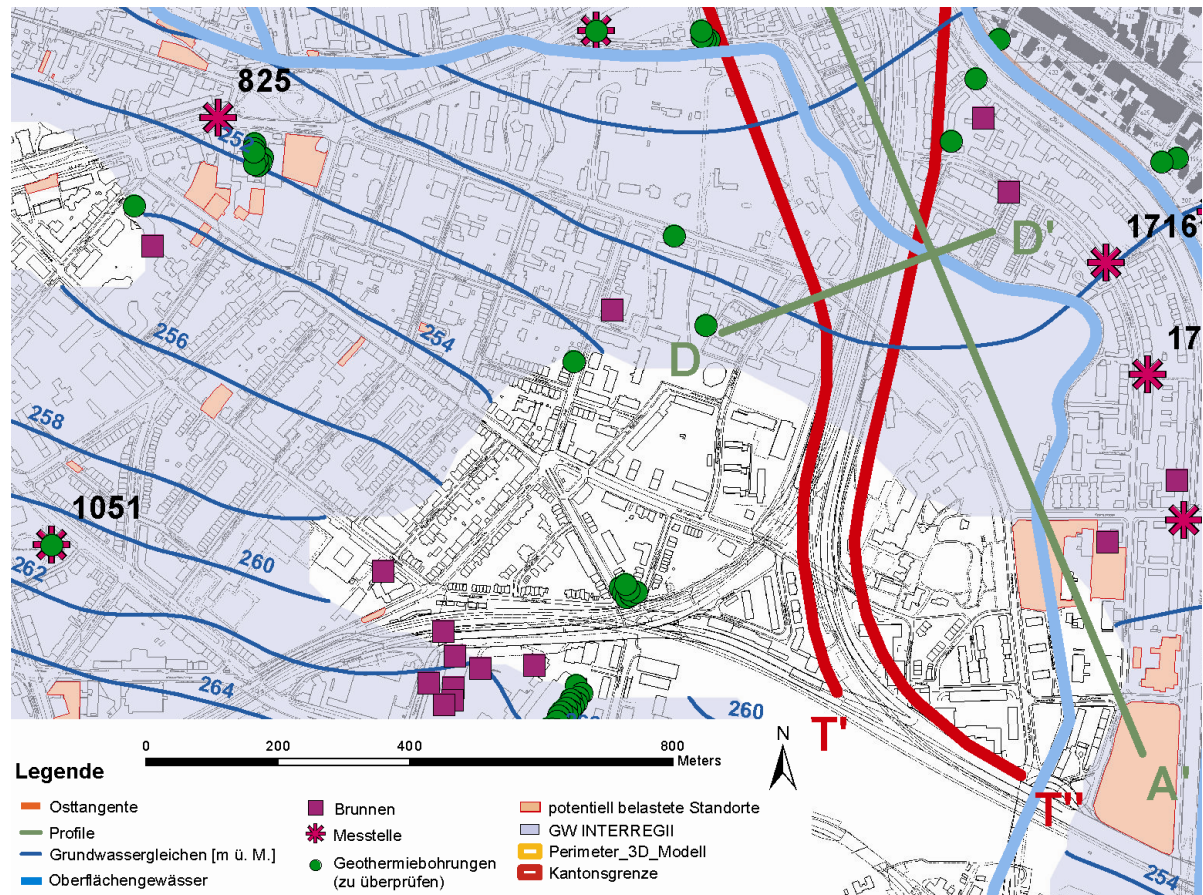 825
252
1716
D'
254
256
17
D
258
1051
260
262
264
260
T'
T''
A'
254
N
0 200 400 800
Meters
Legende
Osttangente
Profile
Grundwassergleichen [m ü. M.]
Oberflächengewässer
Brunnen
Messtelle
Geothermiebohrungen
(zu überprüfen)
potentiell belastete Standorte
GW INTERREGII
Perimeter_3D_Modell
Kantonsgrenze